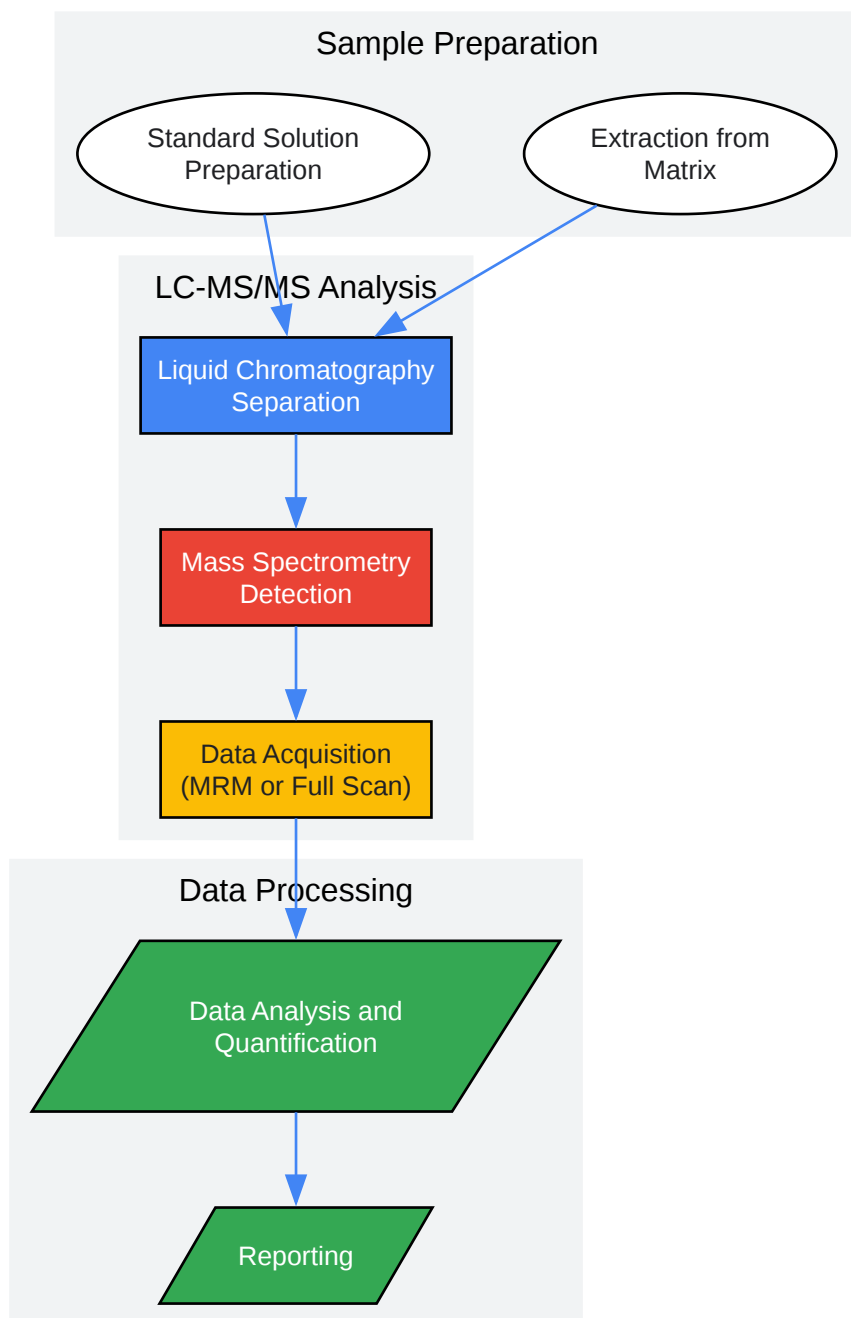 Sample Preparation
Standard Solution
Preparation
Extraction from
Matrix
LC-MS/MS Analysis
Liquid Chromatography
Separation
Mass Spectrometry
Detection
Data Acquisition
(MRM or Full Scan)
Data Processing
Data Analysis and
Quantification
Reporting